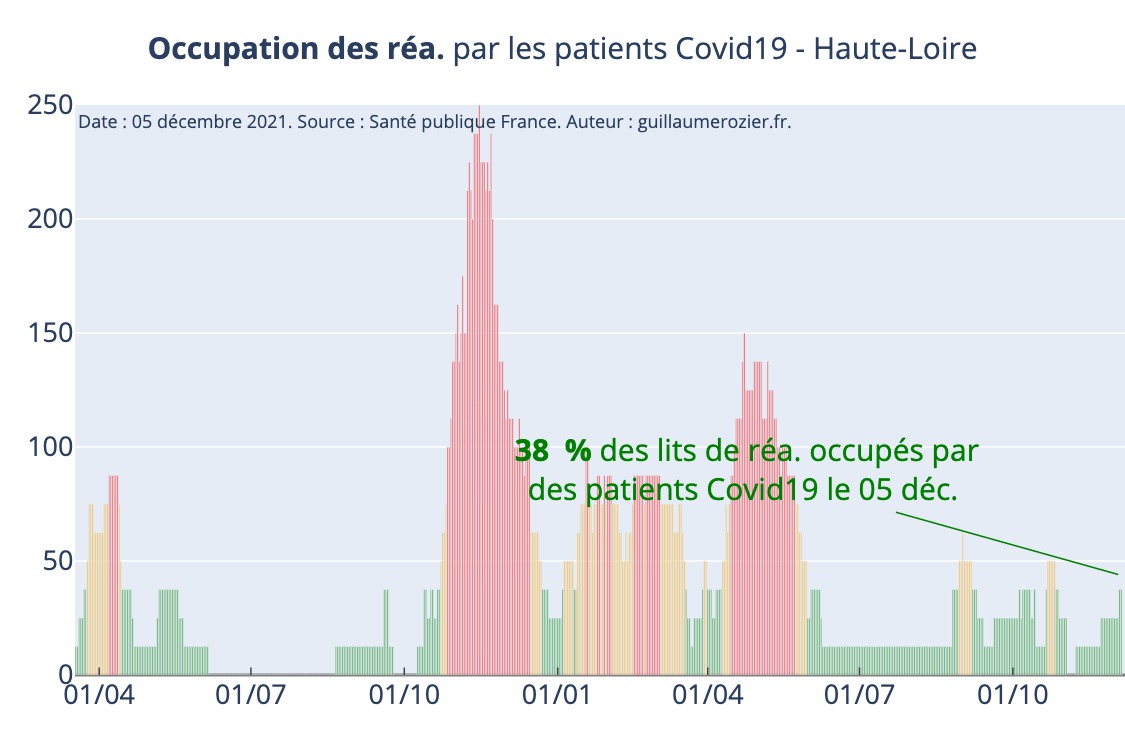 Occupation des réa. par les patients Covid19 - Haute-Loire
250
Date : 05 décembre 2021. Source : Santé publique France. Auteur : guillaumerozier.fr.
200
150
100
38 % des lits de réa. occupés par
des patients Covid19 le 05 déc.
50
0
01/04 01/07 01/10 01/01 01/04 01/07 01/10